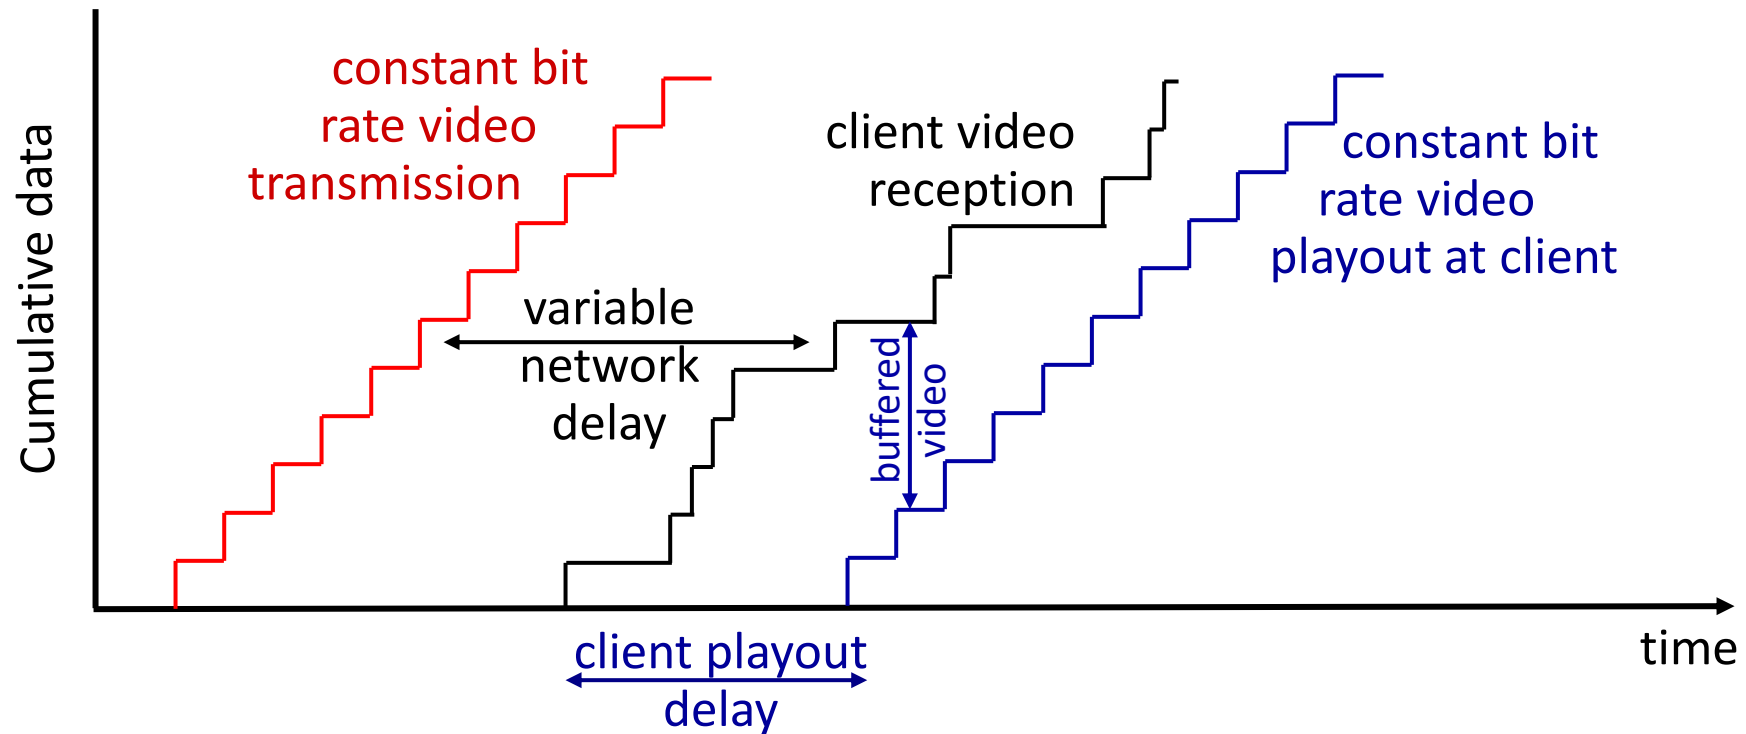 constant bit
rate video
transmission
client video
reception
constant bit
rate video
playout at client
Cumulative data
variable
network
delay
buffered
video
client playout
delay
time